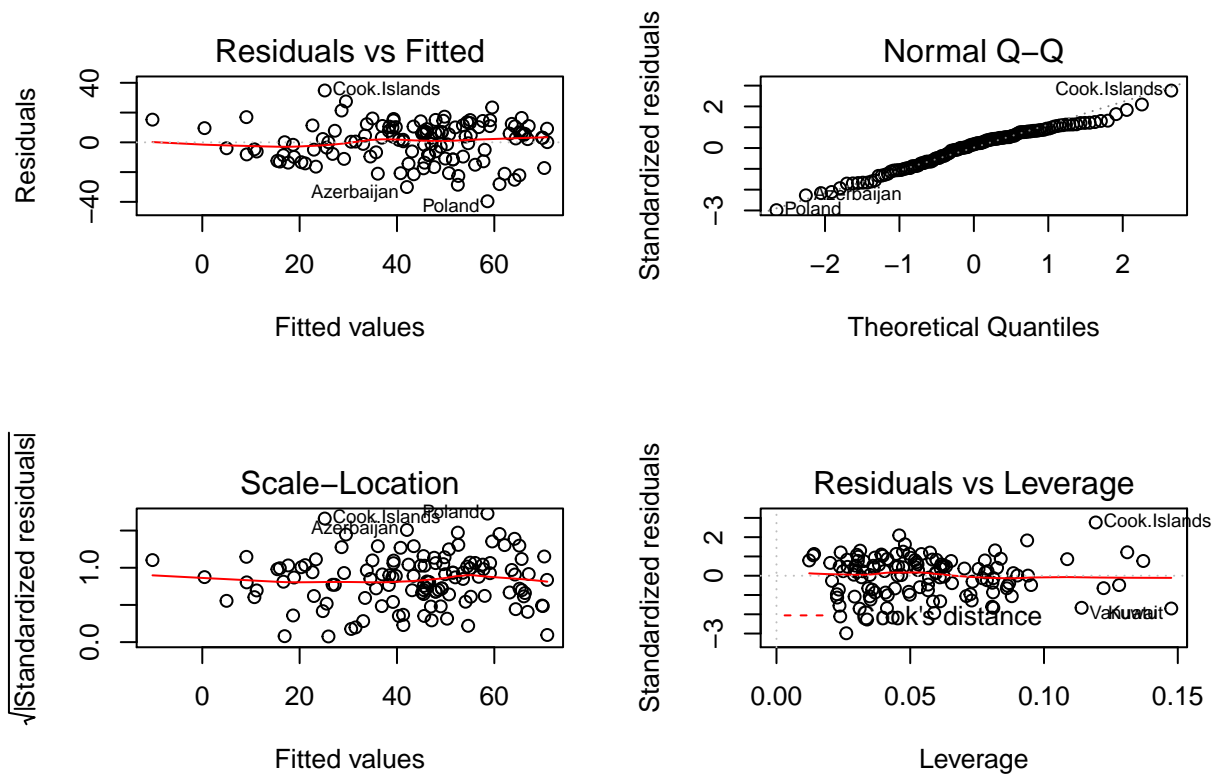 Residuals vs Fitted
Residuals
40
0
−40
Cook.Islands
Azerbaijan
Poland
0 20 40 60
Fitted values
Normal Q−Q
Standardized residuals
2
0
−3
Cook.Islands
Azerbaijan
Poland
−2 −1 0 1 2
Theoretical Quantiles
Scale−Location
√|Standardized residuals|
1.0
0.0
Poland
Cook.Islands
Azerbaijan
0 20 40 60
Fitted values
Residuals vs Leverage
Standardized residuals
2
0
−3
Cook.Islands
Vanuatu
Kuwait
Cook's distance
0.00 0.05 0.10 0.15
Leverage